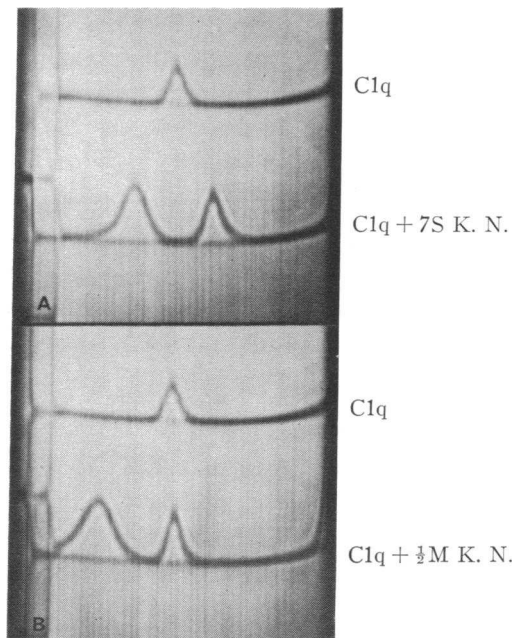 C1q
C1q + 7S K. N.
A
C1q
C1q + ½M K. N.
B